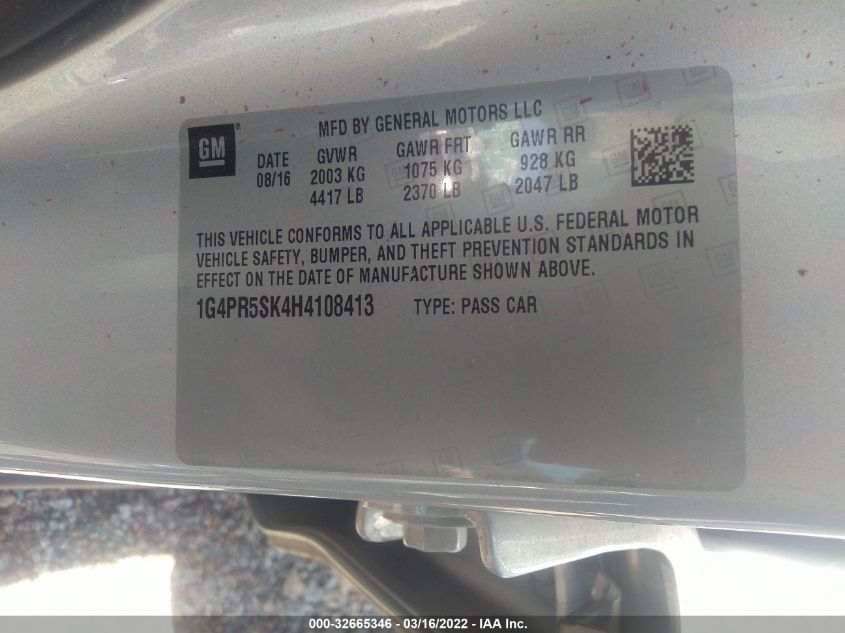 GM
MFD BY GENERAL MOTORS LLC
DATE GVWR GAWR FRT GAWR RR
08/16 2003 KG 1075 KG 928 KG
4417 LB 2370 LB 2047 LB
THIS VEHICLE CONFORMS TO ALL APPLICABLE U.S. FEDERAL MOTOR
VEHICLE SAFETY, BUMPER, AND THEFT PREVENTION STANDARDS IN
EFFECT ON THE DATE OF MANUFACTURE SHOWN ABOVE.
1G4PR5SK4H4108413 TYPE: PASS CAR
000-32665346 - 03/16/2022 - IAA Inc.